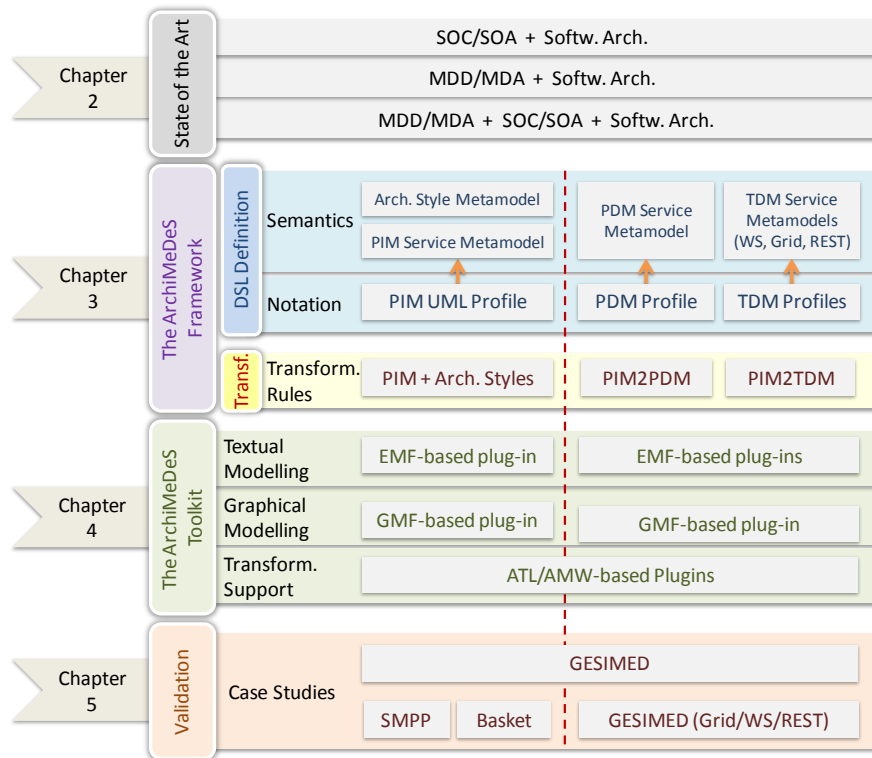 SOC/SOA + Softw. Arch.
Chapter
2
State of the Art
MDD/MDA + Softw. Arch.
MDD/MDA + SOC/SOA + Softw. Arch.
Chapter
3
The ArchiMeDeS
Framework
DSL Definition
Semantics
Arch. Style Metamodel
PIM Service Metamodel
PDM Service
Metamodel
TDM Service
Metamodels
(WS, Grid, REST)
Notation
PIM UML Profile
PDM Profile
TDM Profiles
Transf.
Transform.
Rules
PIM + Arch. Styles
PIM2PDM
PIM2TDM
Chapter
4
The ArchiMeDeS
Toolkit
Textual
Modelling
EMF-based plug-in
EMF-based plug-ins
Graphical
Modelling
GMF-based plug-in
GMF-based plug-in
Transform.
Support
ATL/AMW-based Plugins
Chapter
5
Validation
Case Studies
GESIMED
SMPP
Basket
GESIMED (Grid/WS/REST)